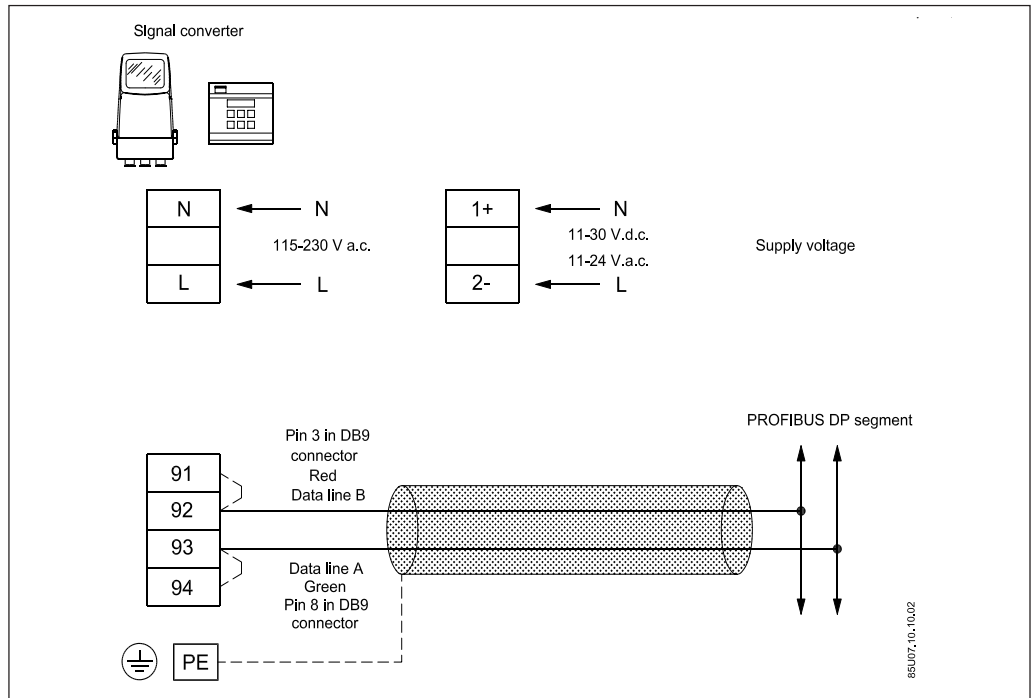 Signal converter
N
N
115-230 V a.c.
L
L
1+
N
11-30 V.d.c.
11-24 V.a.c.
2-
L
Supply voltage
PROFIBUS DP segment
Pin 3 in DB9
connector
Red
Data line B
91
92
93
94
Data line A
Green
Pin 8 in DB9
connector
PE
85U07.10.10.02